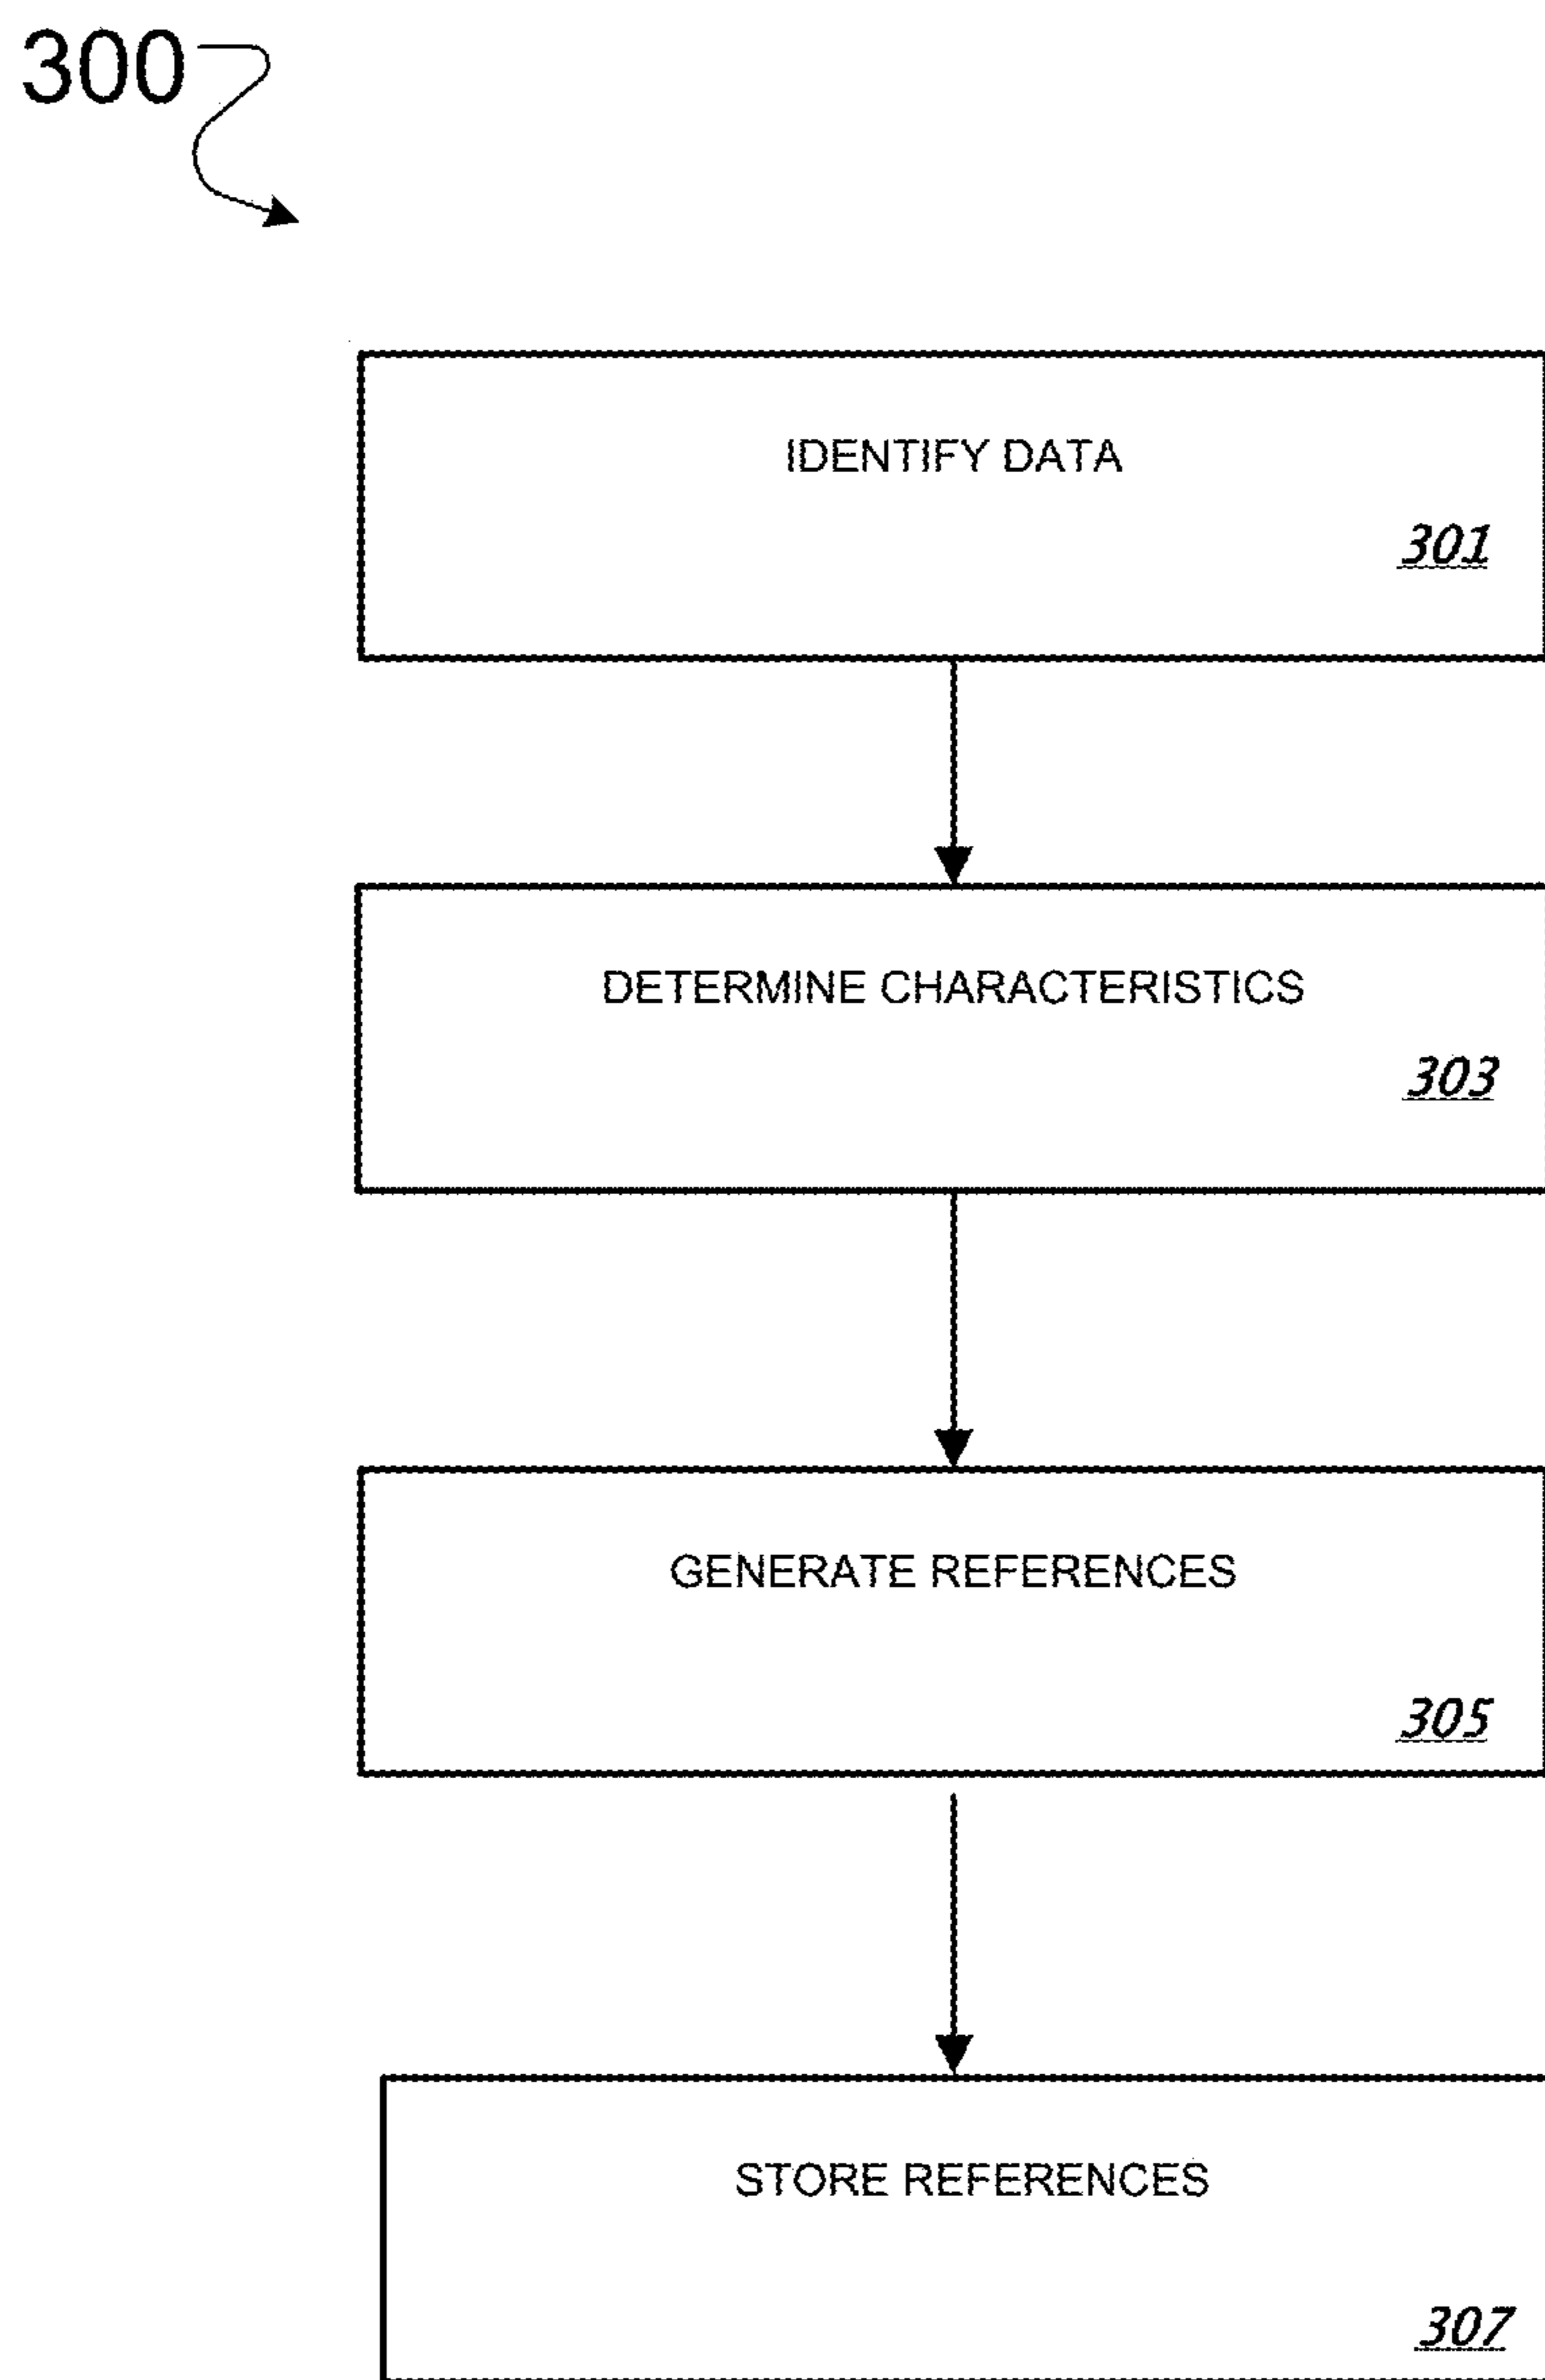 300
IDENTIFY DATA
301
DETERMINE CHARACTERISTICS
303
GENERATE REFERENCES
305
STORE REFERENCES
307